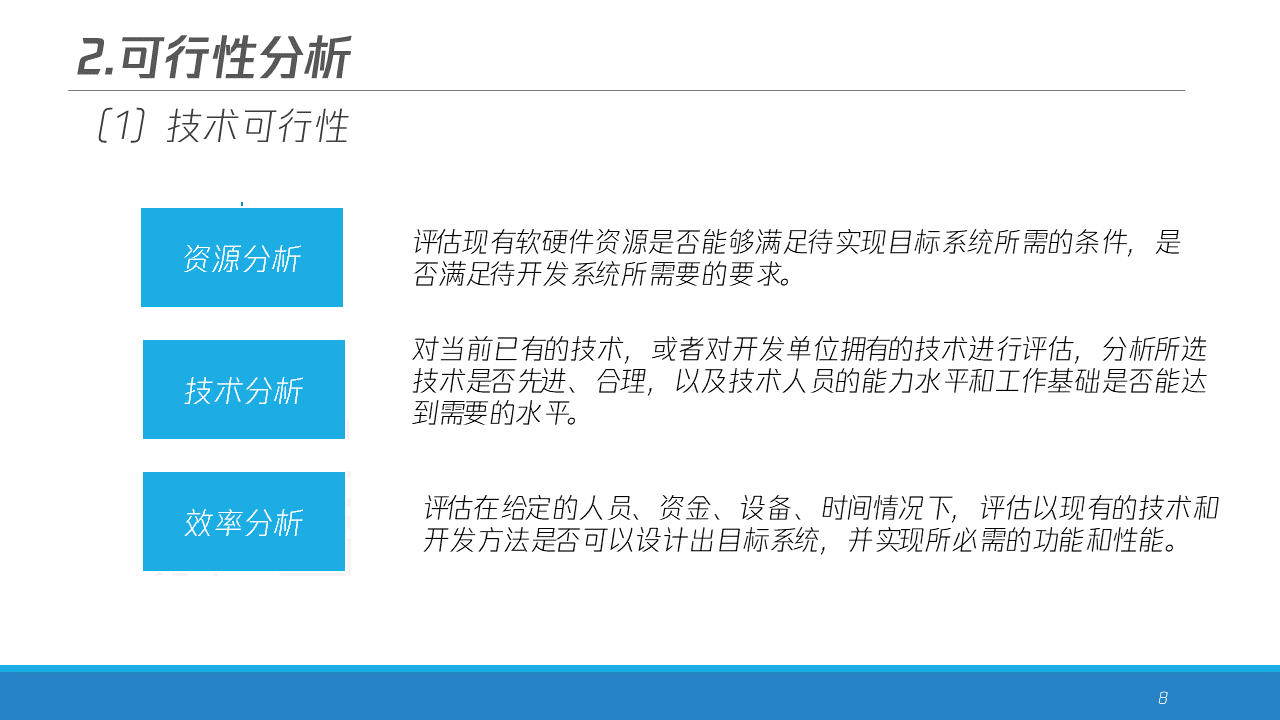 2.可行性分析
（1）技术可行性
资源分析
评估现有软硬件资源是否能够满足待实现目标系统所需的条件，是
否满足待开发系统所需要的要求。
技术分析
对当前已有的技术，或者对开发单位拥有的技术进行评估，分析所选
技术是否先进、合理，以及技术人员的能力水平和工作基础是否能达
到需要的水平。
效率分析
评估在给定的人员、资金、设备、时间情况下，评估以现有的技术和
开发方法是否可以设计出目标系统，并实现所必需的功能和性能。
8